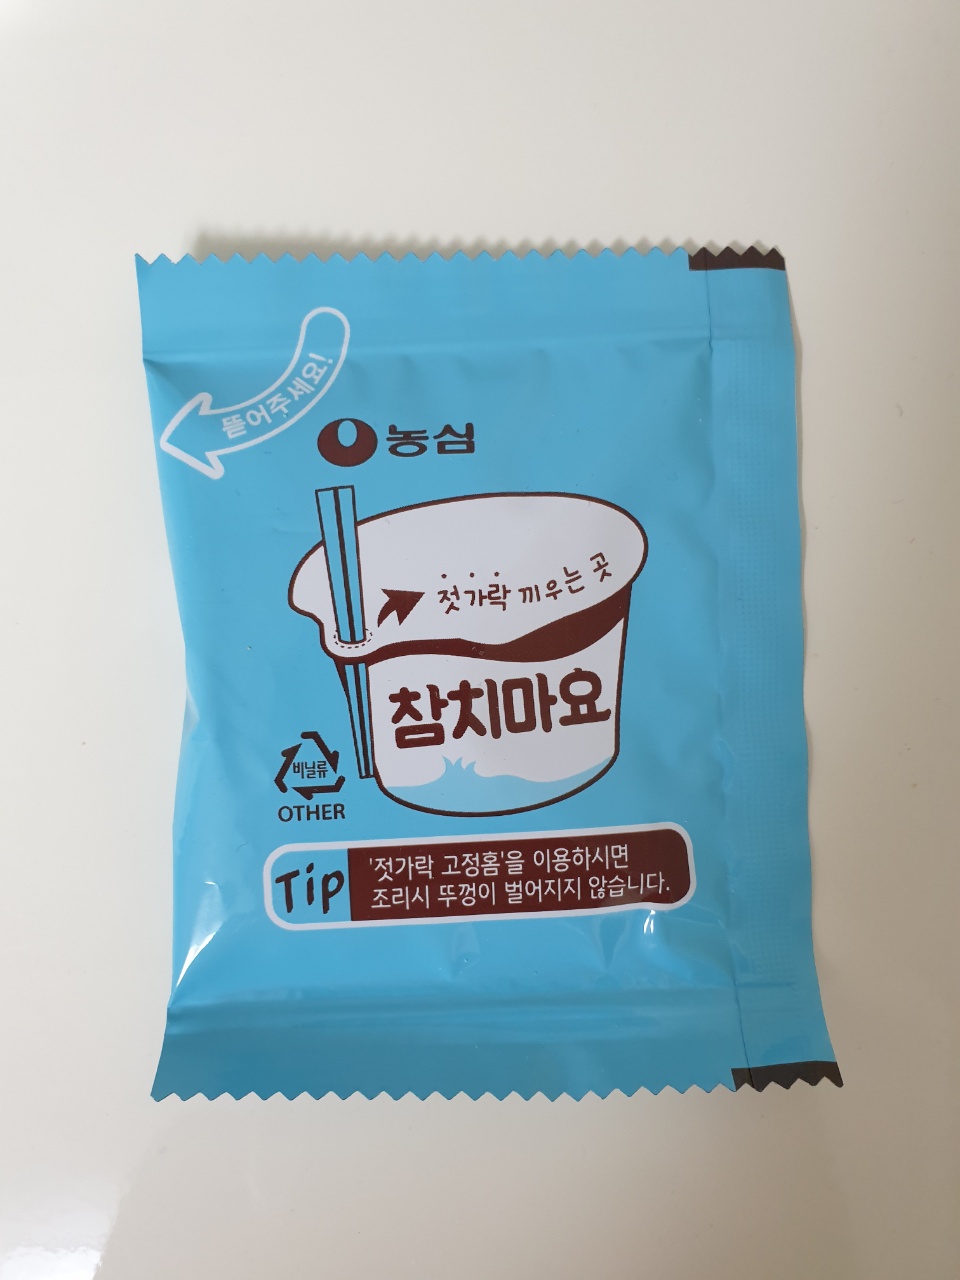 뜯어주세요!
농심
젓가락 끼우는 곳
참치마요
비닐류
OTHER
Tip
'젓가락 고정홈'을 이용하시면
조리시 뚜껑이 벌어지지 않습니다.